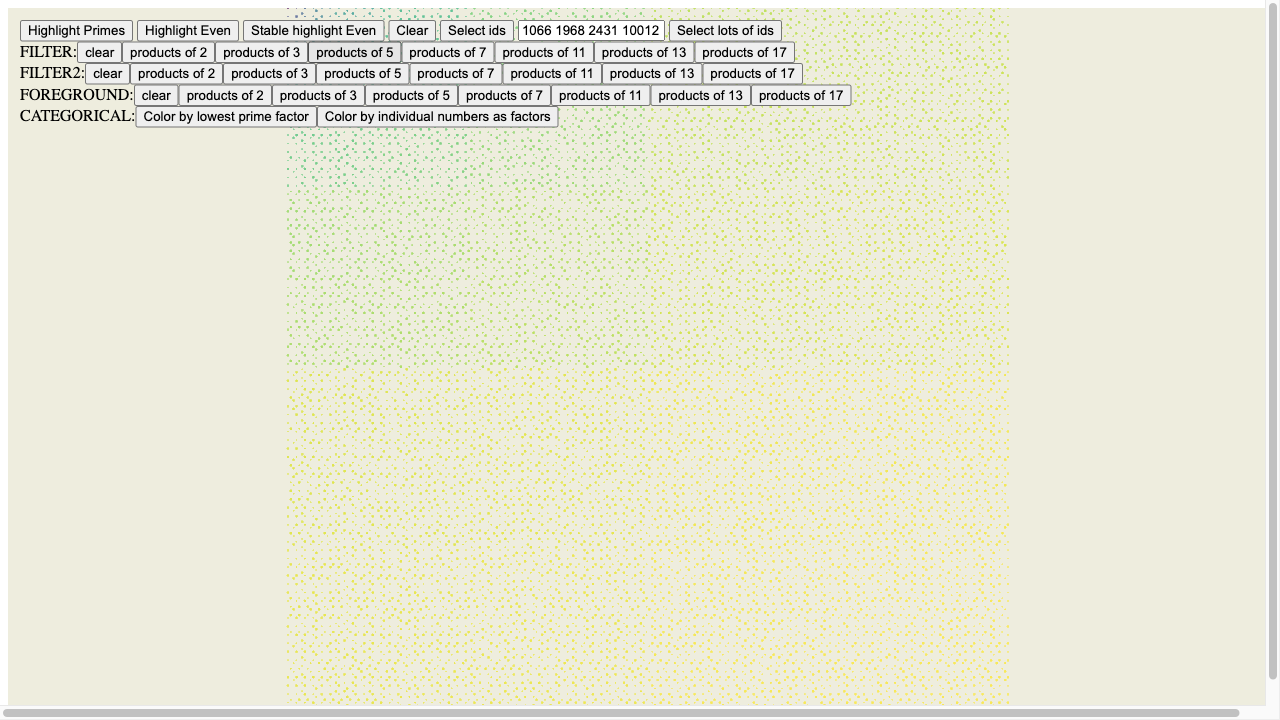 Highlight Primes Highlight Even Stable highlight Even Clear Select ids 1066 1968 2431 10012 Select lots of ids
FILTER: clear products of 2 products of 3 products of 5 products of 7 products of 11 products of 13 products of 17
FILTER2: clear products of 2 products of 3 products of 5 products of 7 products of 11 products of 13 products of 17
FOREGROUND: clear products of 2 products of 3 products of 5 products of 7 products of 11 products of 13 products of 17
CATEGORICAL: Color by lowest prime factor Color by individual numbers as factors